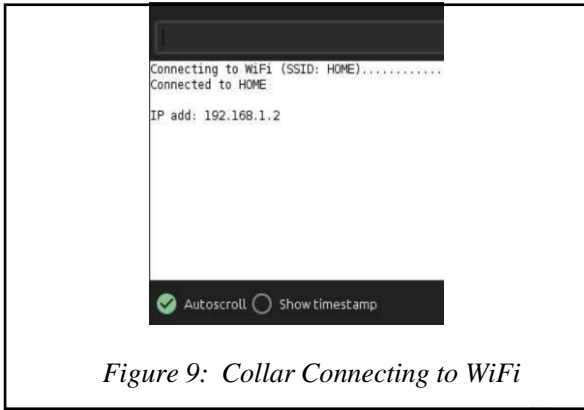 Connecting to WiFi (SSID: HOME)............
Connected to HOME
IP add: 192.168.1.2
Autoscroll Show timestamp
Figure 9: Collar Connecting to WiFi